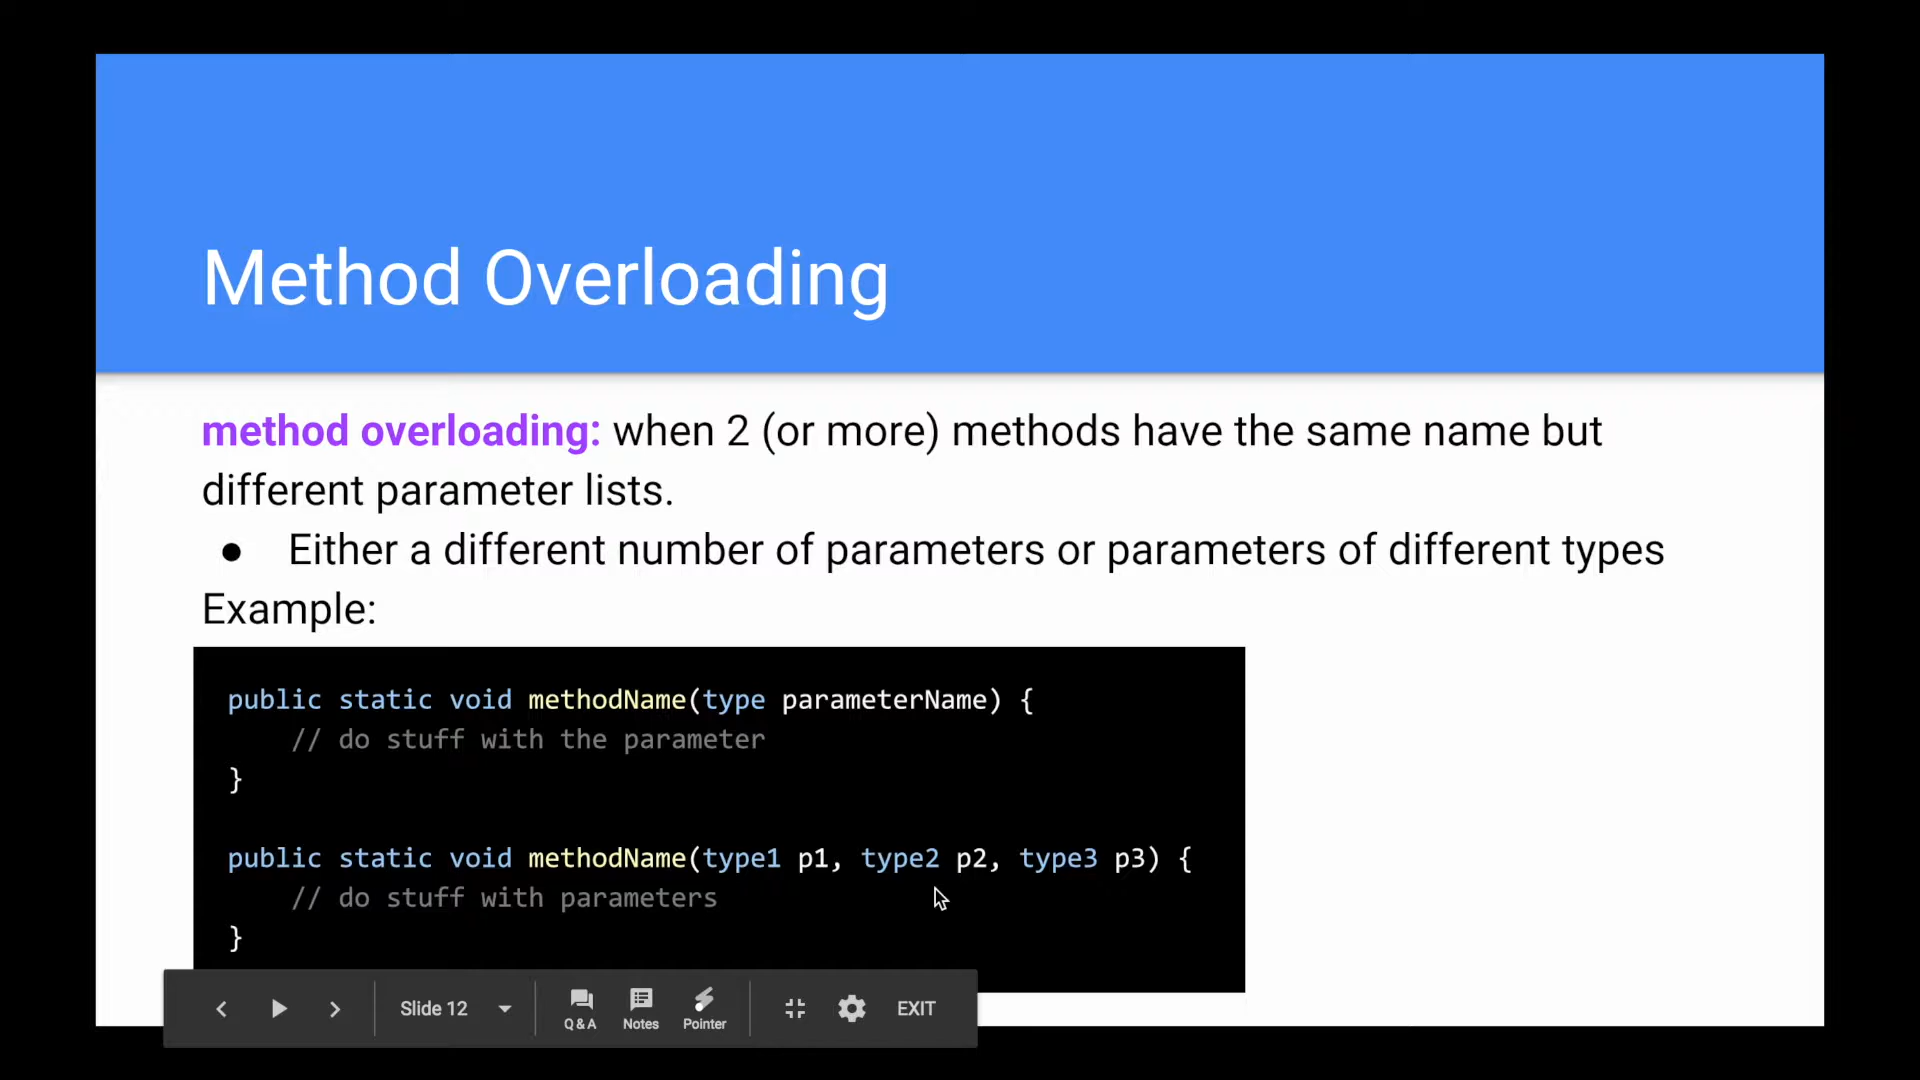 Method Overloading
method overloading: when 2 (or more) methods have the same name but
different parameter lists.
● Either a different number of parameters or parameters of different types
Example:
public static void methodName(type parameterName) {
    // do stuff with the parameter
}
public static void methodName(type1 p1, type2 p2, type3 p3) {
    // do stuff with parameters
}
Slide 12 Q&A Notes Pointer EXIT